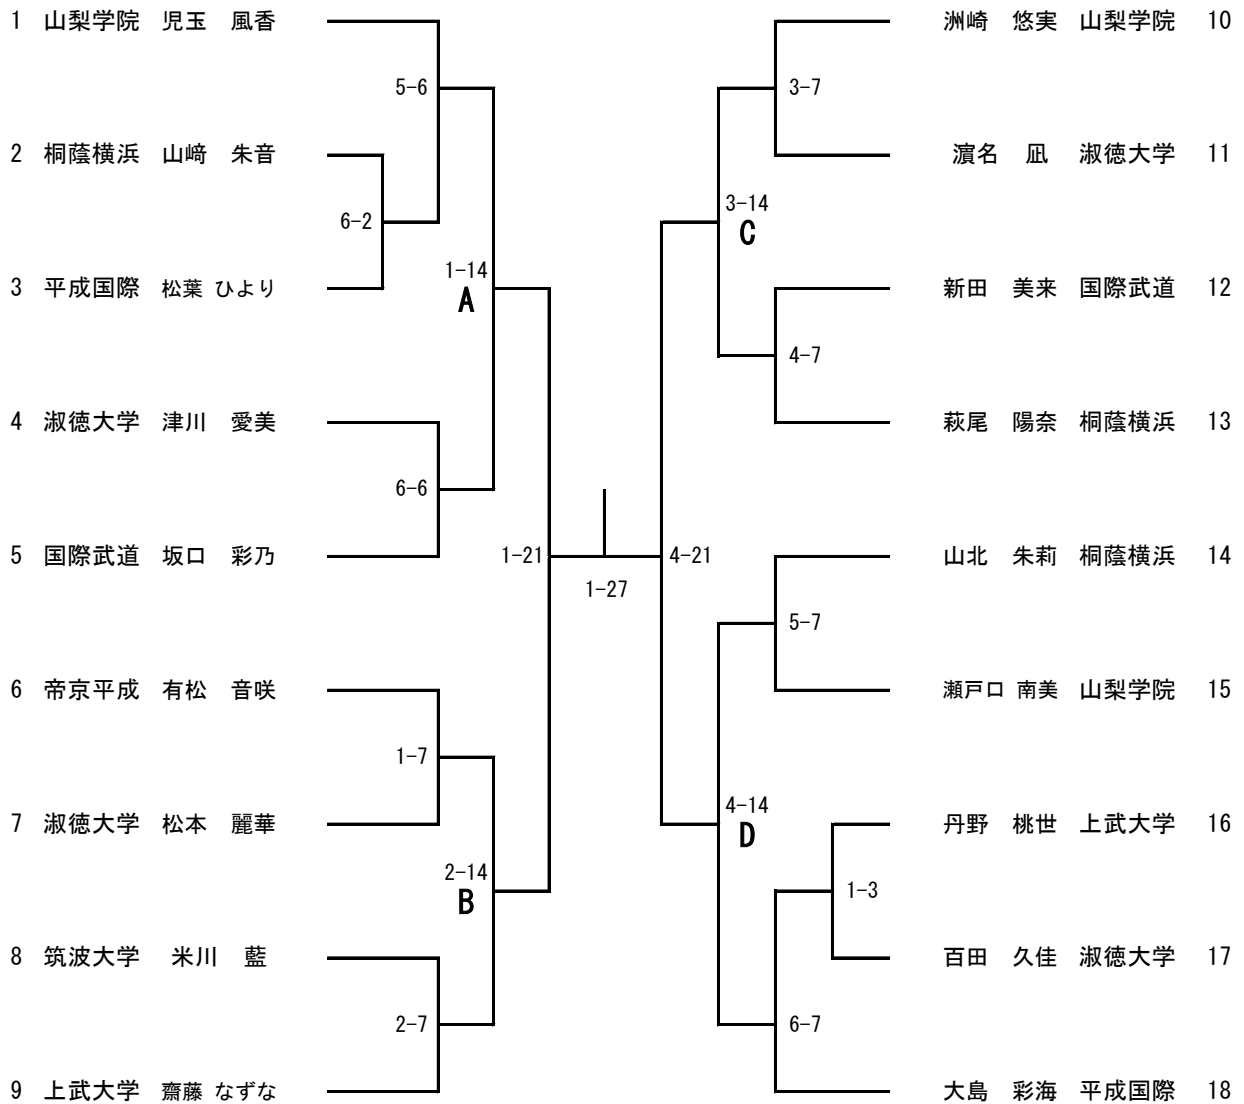 1 山梨学院 児玉 風香
2 桐蔭横浜 山﨑 朱音
3 平成国際 松葉 ひより
4 淑徳大学 津川 愛美
5 国際武道 坂口 彩乃
6 帝京平成 有松 音咲
7 淑徳大学 松本 麗華
8 筑波大学 米川 藍
9 上武大学 齋藤 なずな
5-6
6-2
1-14
A
6-6
1-21
1-7
2-14
B
2-7
1-27
4-21
3-7
3-14
C
4-7
5-7
4-14
D
1-3
6-7
洲崎 悠実 山梨学院 10
濵名 凪 淑徳大学 11
新田 美来 国際武道 12
萩尾 陽奈 桐蔭横浜 13
山北 朱莉 桐蔭横浜 14
瀬戸口 南美 山梨学院 15
丹野 桃世 上武大学 16
百田 久佳 淑徳大学 17
大島 彩海 平成国際 18